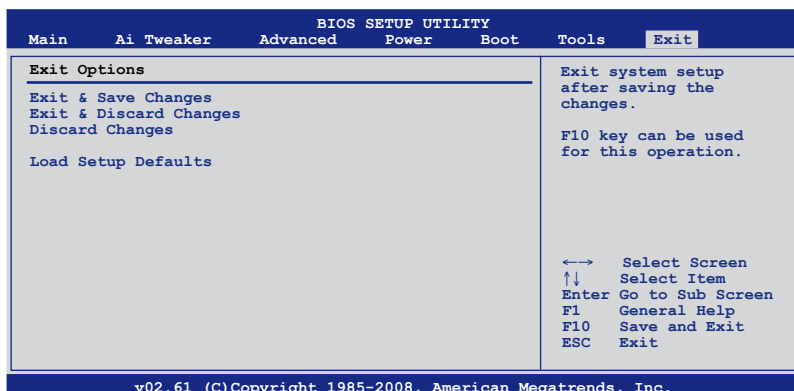 BIOS SETUP UTILITY
Main Ai Tweaker Advanced Power Boot Tools Exit
Exit Options
Exit & Save Changes
Exit & Discard Changes
Discard Changes
Load Setup Defaults
Exit system setup
after saving the
changes.
F10 key can be used
for this operation.
←→ Select Screen
↑↓ Select Item
Enter Go to Sub Screen
F1 General Help
F10 Save and Exit
ESC Exit
v02.61 (C)Copyright 1985-2008, American Megatrends, Inc.